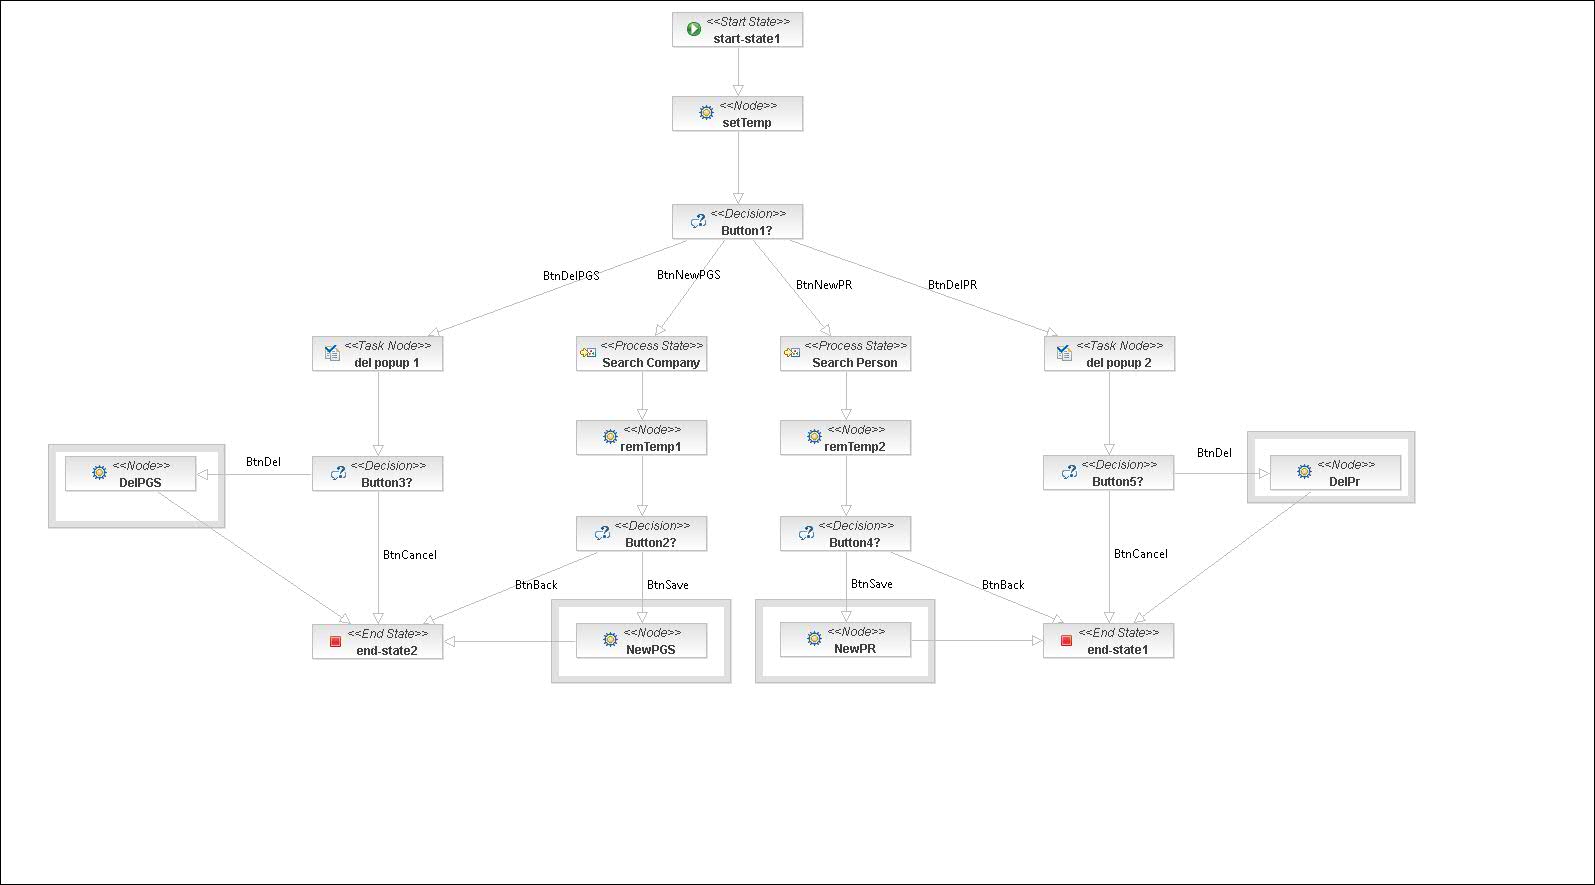 <<Start State>>
start-state1
<<Node>>
setTemp
<<Decision>>
Button1?
BtnDelPGS
BtnNewPGS
BtnNewPR
BtnDelPR
<<Task Node>>
del popup 1
<<Process State>>
Search Company
<<Process State>>
Search Person
<<Task Node>>
del popup 2
<<Node>>
remTemp1
<<Node>>
remTemp2
<<Node>>
DelPGS
BtnDel
<<Decision>>
Button3?
<<Decision>>
Button5?
BtnDel
<<Node>>
DelPr
<<Decision>>
Button2?
<<Decision>>
Button4?
BtnCancel
BtnBack
BtnSave
BtnSave
BtnBack
BtnCancel
<<End State>>
end-state2
<<Node>>
NewPGS
<<Node>>
NewPR
<<End State>>
end-state1